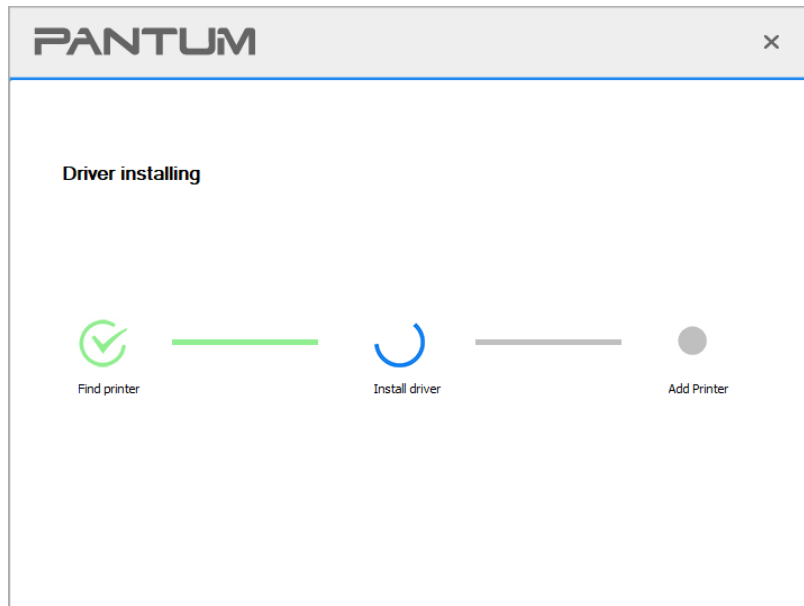 PANTUM
Driver installing
Find printer
Install driver
Add Printer